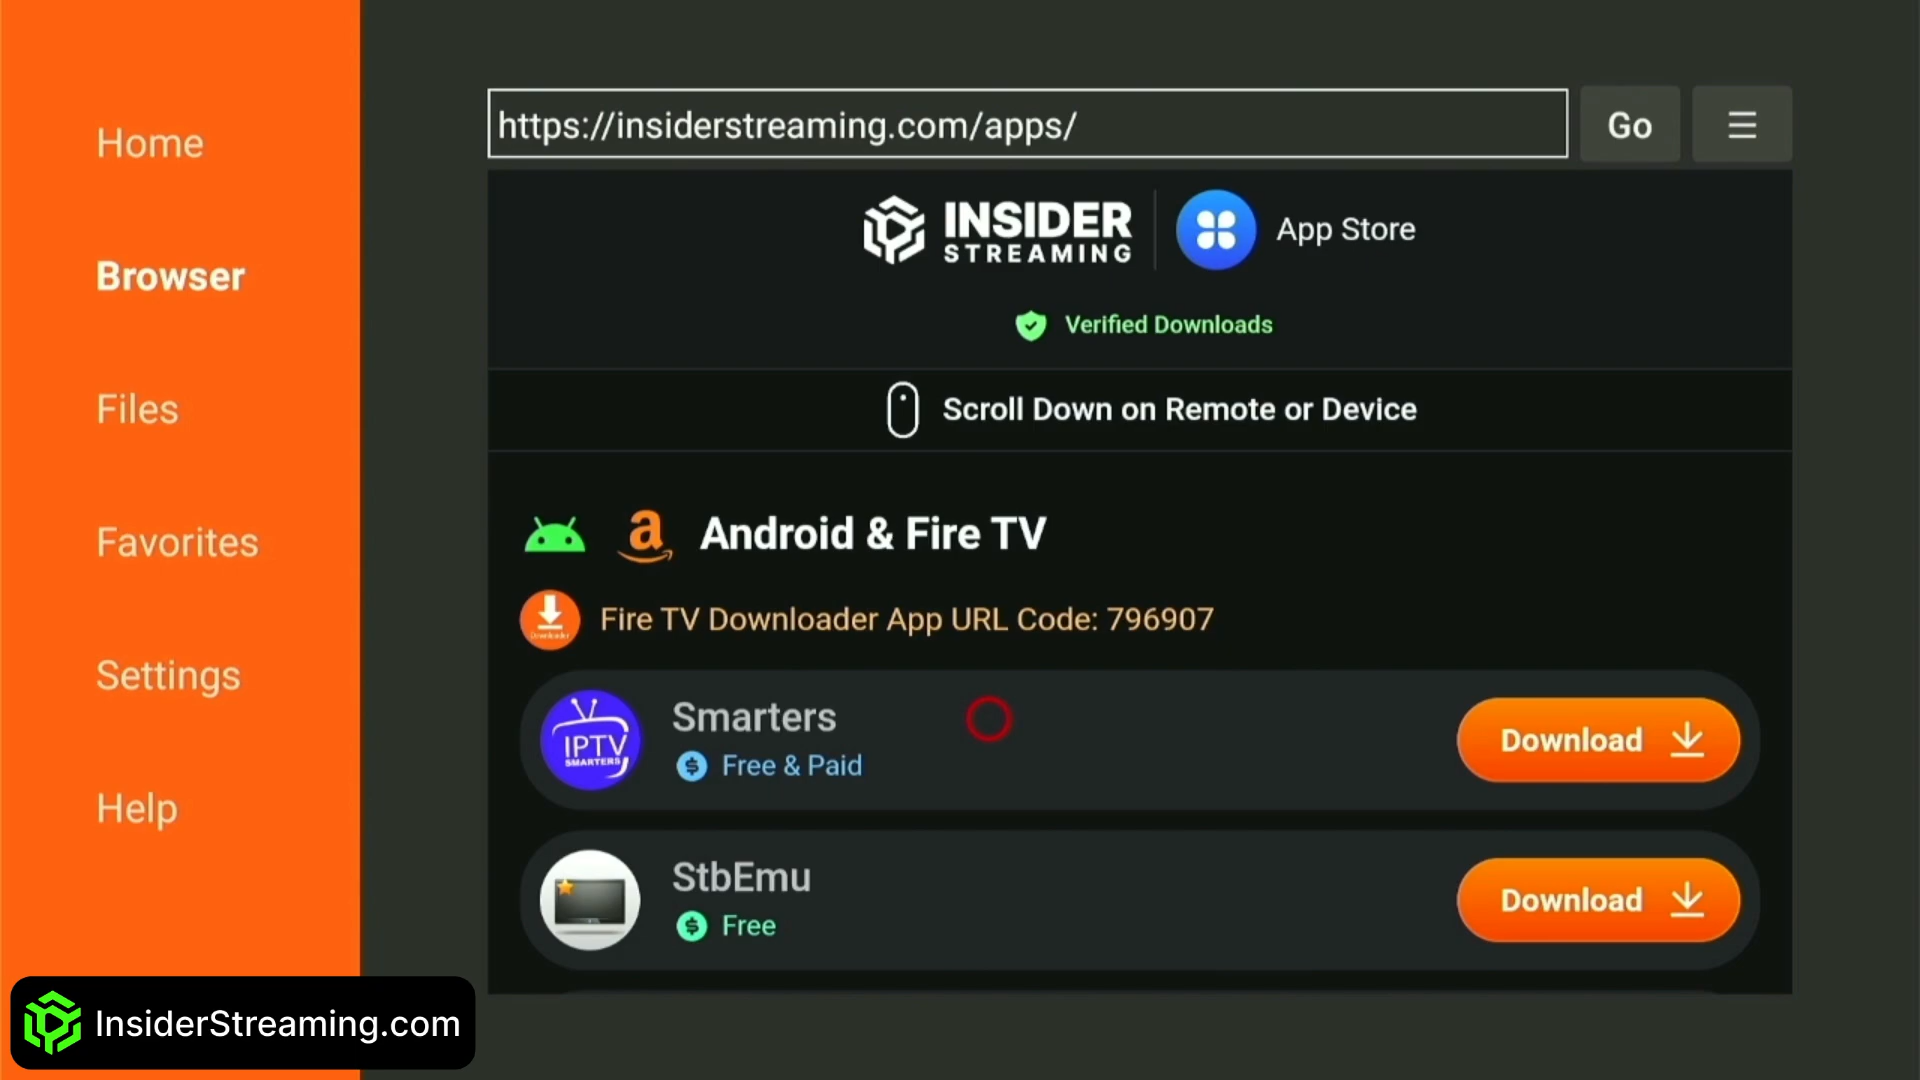 Home
Browser
Files
Favorites
Settings
Help
https://insiderstreaming.com/apps/
Go
INSIDER
STREAMING
App Store
Verified Downloads
Scroll Down on Remote or Device
a
Android & Fire TV
Downloader
Fire TV Downloader App URL Code: 796907
IPTV
SMARTERS
Smarters
$ Free & Paid
Download
StbEmu
$ Free
Download
InsiderStreaming.com